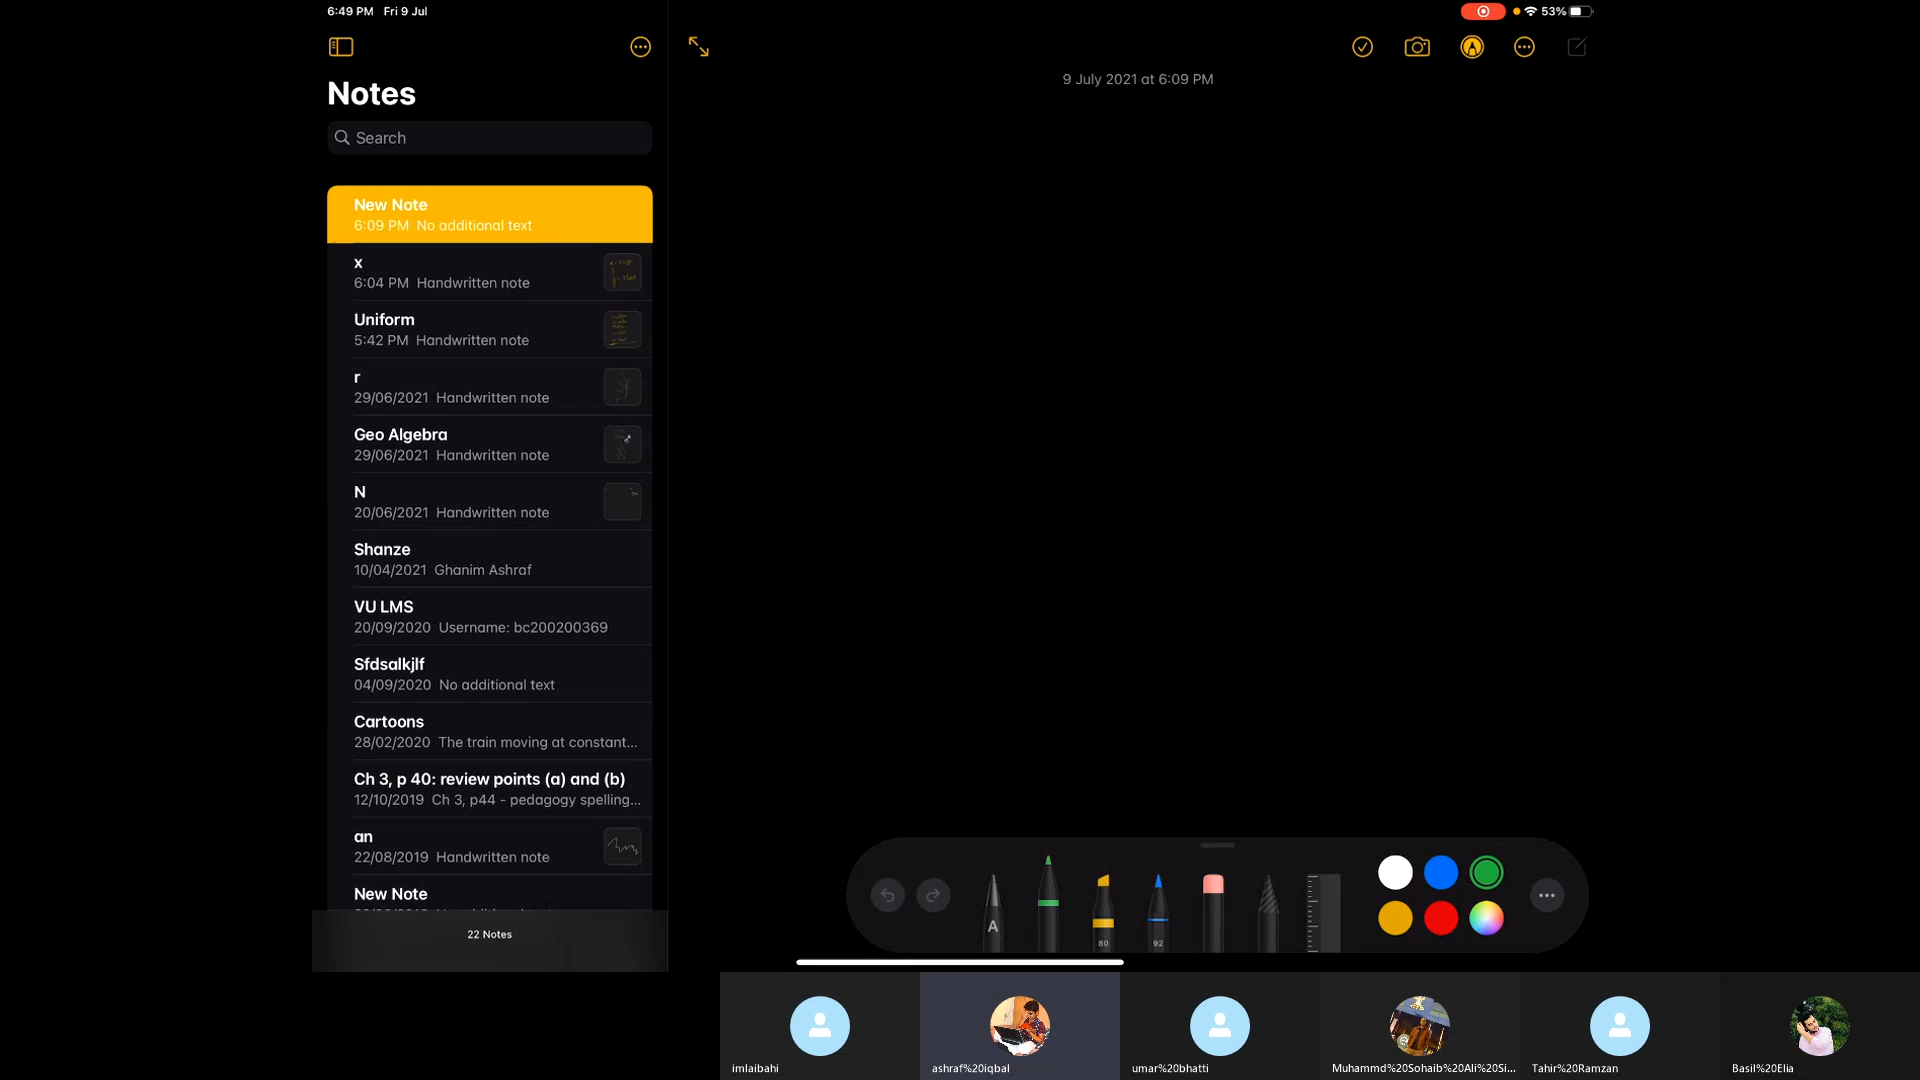 6:49 PM Fri 9 Jul
53%
Notes
Search
New Note
6:09 PM No additional text
x
6:04 PM Handwritten note
Uniform
5:42 PM Handwritten note
r
29/06/2021 Handwritten note
Geo Algebra
29/06/2021 Handwritten note
N
20/06/2021 Handwritten note
Shanze
10/04/2021 Ghanim Ashraf
VU LMS
20/09/2020 Username: bc200200369
Sfdsalkjlf
04/09/2020 No additional text
Cartoons
28/02/2020 The train moving at constant...
Ch 3, p 40: review points (a) and (b)
12/10/2019 Ch 3, p44 - pedagogy spelling...
an
22/08/2019 Handwritten note
New Note
22 Notes
9 July 2021 at 6:09 PM
A
80
92
imlaibahi
ashraf%20iqbal
umar%20bhatti
Muhammd%20Sohaib%20Ali%20Si...
Tahir%20Ramzan
Basil%20Elia